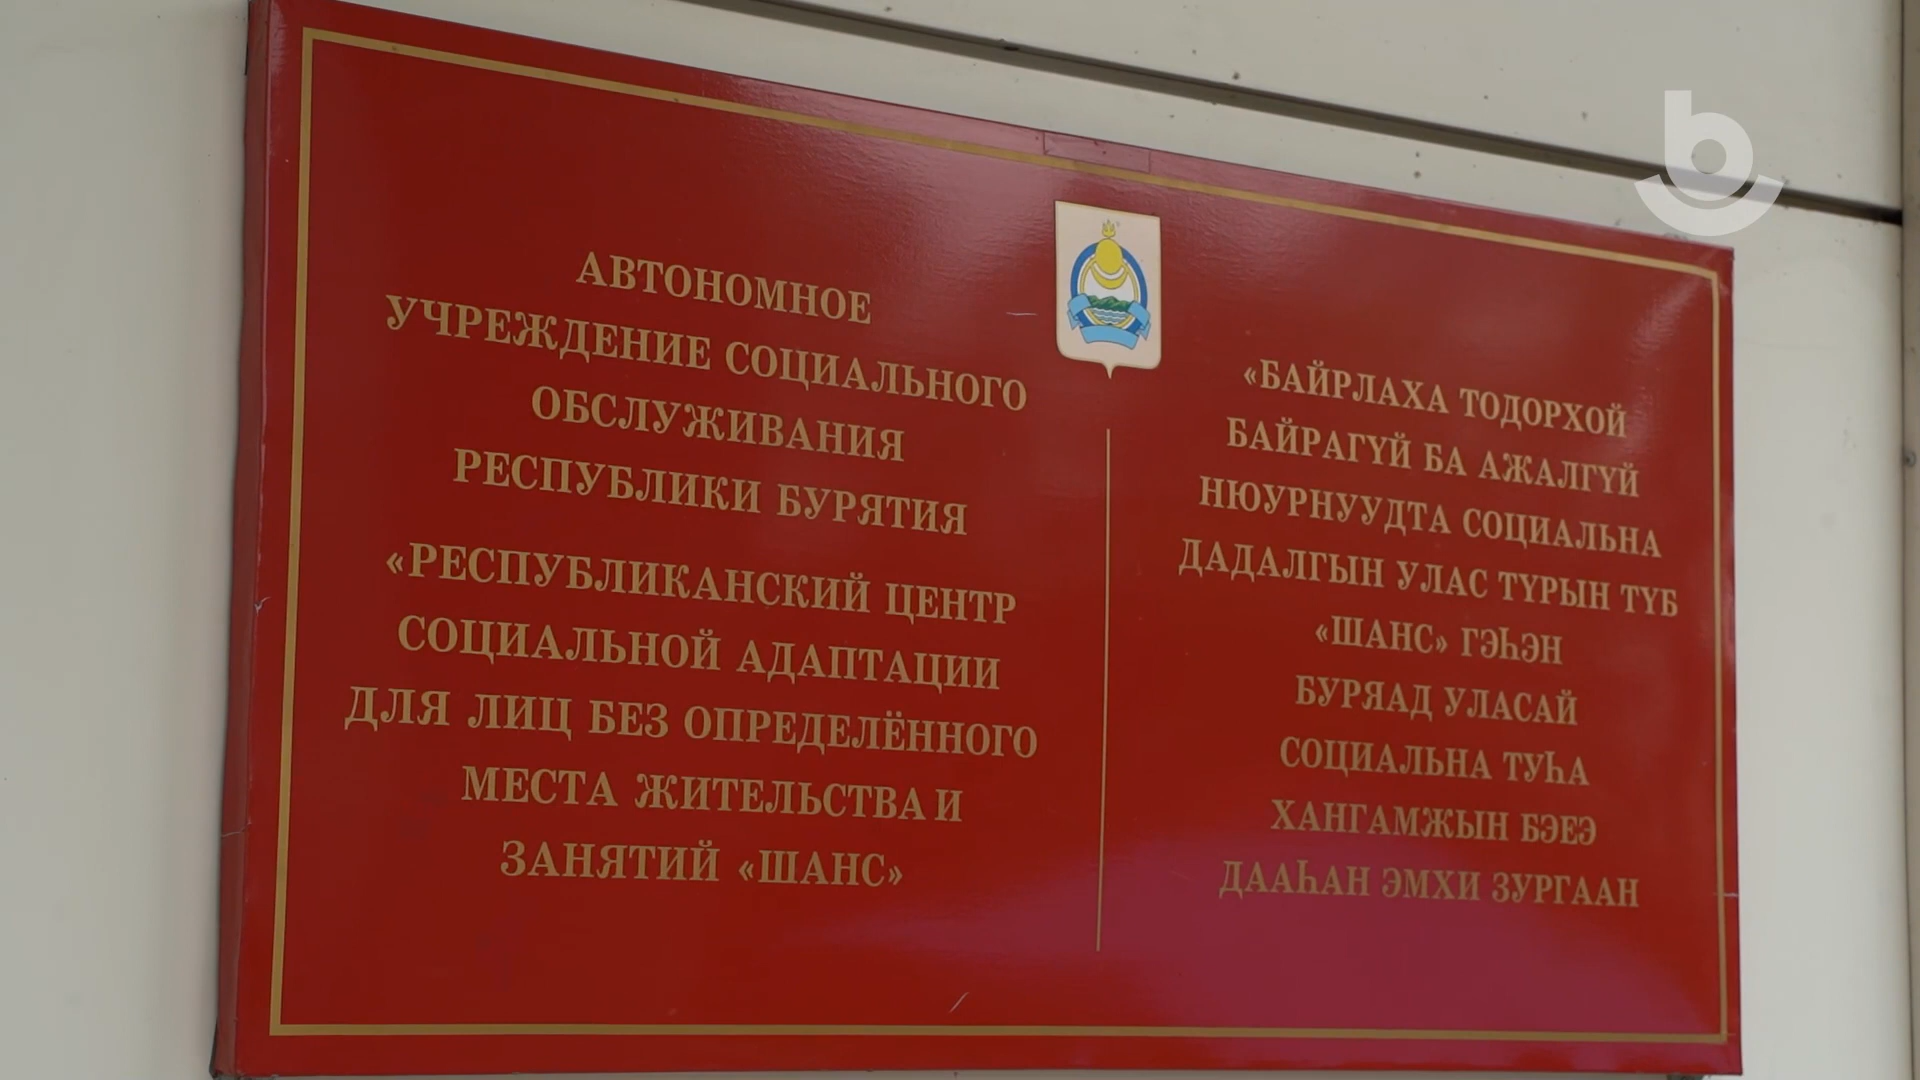 АВТОНОМНОЕ
УЧРЕЖДЕНИЕ СОЦИАЛЬНОГО
ОБСЛУЖИВАНИЯ
РЕСПУБЛИКИ БУРЯТИЯ
«РЕСПУБЛИКАНСКИЙ ЦЕНТР
СОЦИАЛЬНОЙ АДАПТАЦИИ
ДЛЯ ЛИЦ БЕЗ ОПРЕДЕЛЁННОГО
МЕСТА ЖИТЕЛЬСТВА И
ЗАНЯТИЙ «ШАНС»
«БАЙРЛАХА ТОДОРХОЙ
БАЙРАГҮЙ БА АЖАЛГҮЙ
НЮУРНУУДТА СОЦИАЛЬНА
ДАДАЛГЫН УЛАС ТҮРЫН ТҮБ
«ШАНС» ГЭҺЭН
БУРЯАД УЛАСАЙ
СОЦИАЛЬНА ТУҺА
ХАНГАМЖЫН БЭЕЭ
ДААҺАН ЭМХИ ЗУРГААН
b